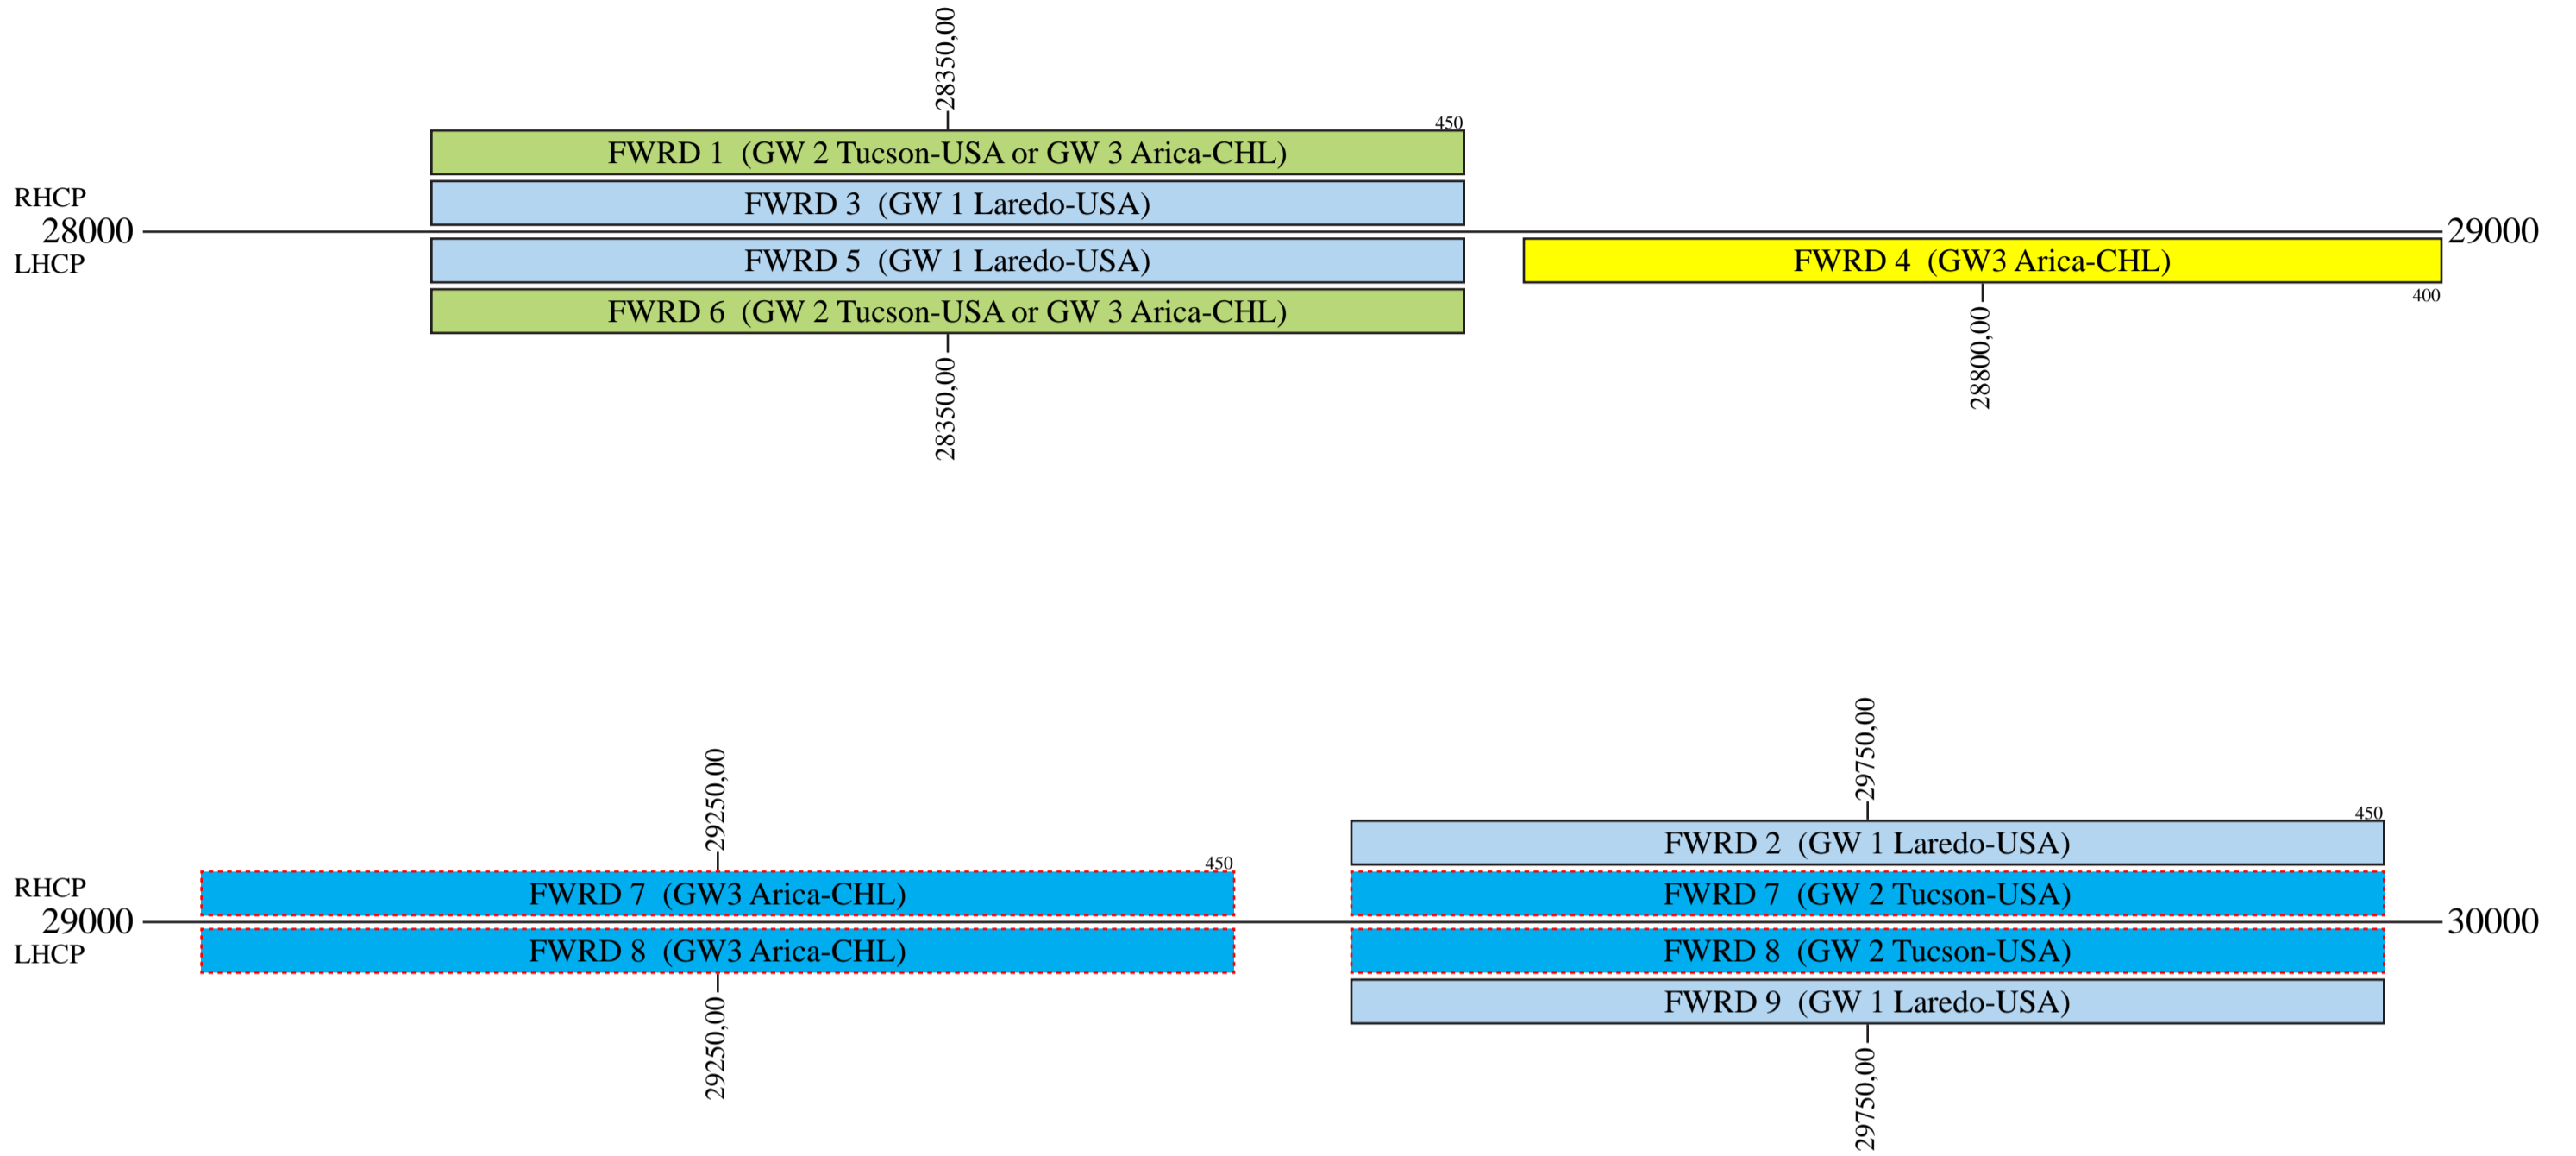 28350,00
450
FWRD 1 (GW 2 Tucson-USA or GW 3 Arica-CHL)
RHCP
FWRD 3 (GW 1 Laredo-USA)
28000
29000
LHCP
FWRD 5 (GW 1 Laredo-USA)
FWRD 4 (GW3 Arica-CHL)
400
FWRD 6 (GW 2 Tucson-USA or GW 3 Arica-CHL)
28350,00
28800,00
29250,00
29750,00
450
FWRD 2 (GW 1 Laredo-USA)
450
RHCP
FWRD 7 (GW3 Arica-CHL)
FWRD 7 (GW 2 Tucson-USA)
29000
30000
LHCP
FWRD 8 (GW3 Arica-CHL)
FWRD 8 (GW 2 Tucson-USA)
FWRD 9 (GW 1 Laredo-USA)
29250,00
29750,00